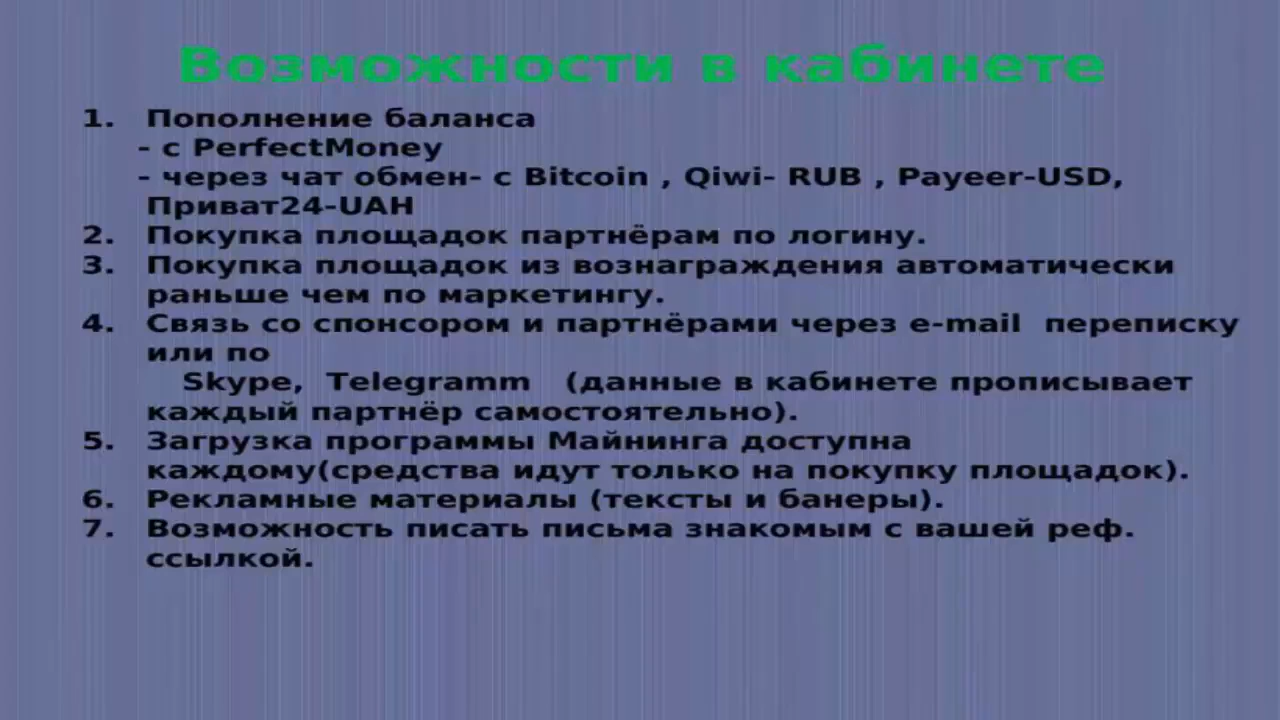 Возможности в кабинете
1. Пополнение баланса
- с PerfectMoney
- через чат обмен- с Bitcoin , Qiwi- RUB , Payeer-USD,
Приват24-UAH
2. Покупка площадок партнёрам по логину.
3. Покупка площадок из вознаграждения автоматически
раньше чем по маркетингу.
4. Связь со спонсором и партнёрами через e-mail переписку
или по
Skype, Telegramm (данные в кабинете прописывает
каждый партнёр самостоятельно).
5. Загрузка программы Майнинга доступна
каждому(средства идут только на покупку площадок).
6. Рекламные материалы (тексты и банеры).
7. Возможность писать письма знакомым с вашей реф.
ссылкой.